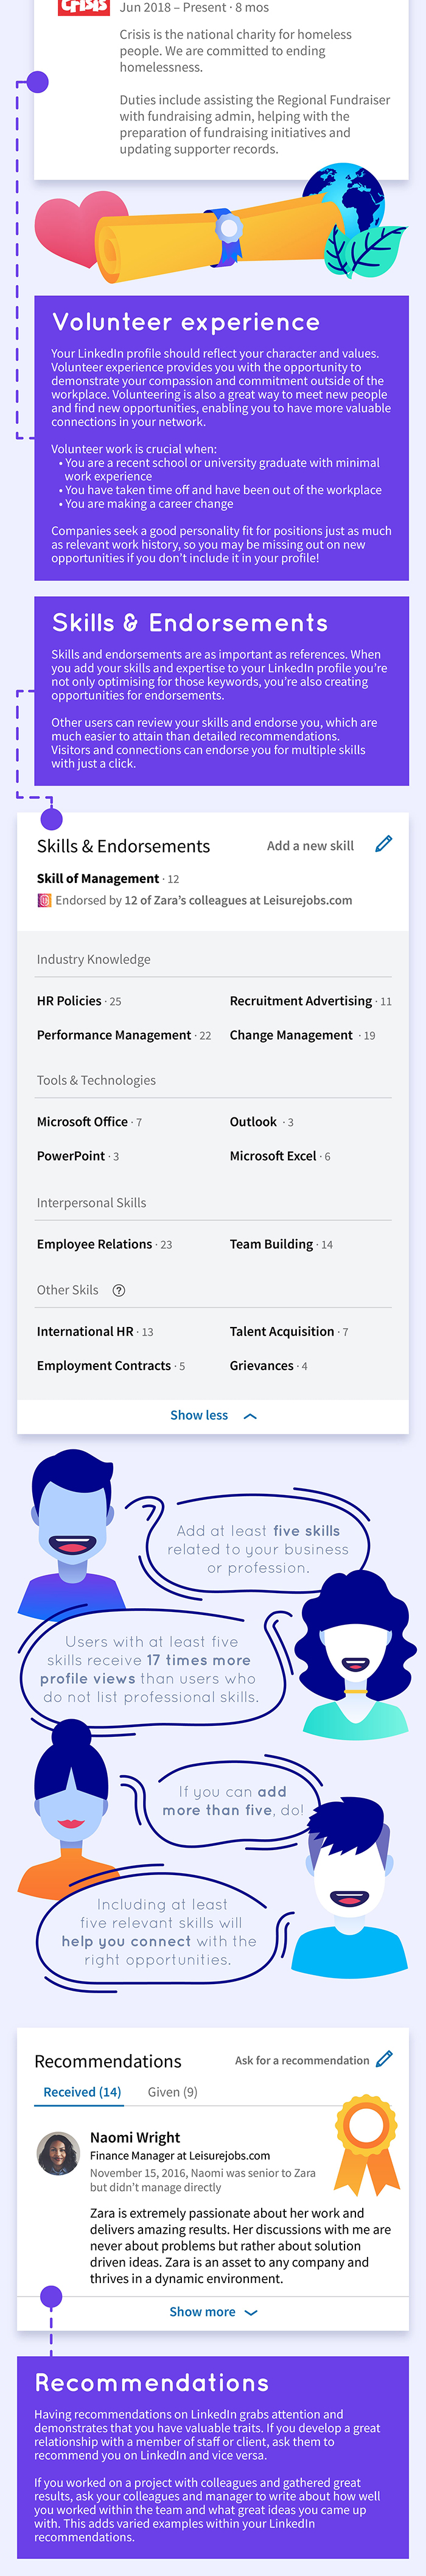 CRISIS
Jun 2018 – Present · 8 mos
Crisis is the national charity for homeless
people. We are committed to ending
homelessness.
Duties include assisting the Regional Fundraiser
with fundraising admin, helping with the
preparation of fundraising initiatives and
updating supporter records.
Volunteer experience
Your LinkedIn profile should reflect your character and values.
Volunteer experience provides you with the opportunity to
demonstrate your compassion and commitment outside of the
workplace. Volunteering is also a great way to meet new people
and find new opportunities, enabling you to have more valuable
connections in your network.
Volunteer work is crucial when:
• You are a recent school or university graduate with minimal
work experience
• You have taken time off and have been out of the workplace
• You are making a career change
Companies seek a good personality fit for positions just as much
as relevant work history, so you may be missing out on new
opportunities if you don't include it in your profile!
Skills & Endorsements
Skills and endorsements are as important as references. When
you add your skills and expertise to your LinkedIn profile you're
not only optimising for those keywords, you're also creating
opportunities for endorsements.
Other users can review your skills and endorse you, which are
much easier to attain than detailed recommendations.
Visitors and connections can endorse you for multiple skills
with just a click.
Skills & Endorsements Add a new skill
Skill of Management · 12
Endorsed by 12 of Zara's colleagues at Leisurejobs.com
Industry Knowledge
HR Policies · 25 Recruitment Advertising · 11
Performance Management · 22 Change Management · 19
Tools & Technologies
Microsoft Office · 7 Outlook · 3
PowerPoint · 3 Microsoft Excel · 6
Interpersonal Skills
Employee Relations · 23 Team Building · 14
Other Skils ?
International HR · 13 Talent Acquisition · 7
Employment Contracts · 5 Grievances · 4
Show less
Add at least five skills
related to your business
or profession.
Users with at least five
skills receive 17 times more
profile views than users who
do not list professional skills.
If you can add
more than five, do!
Including at least
five relevant skills will
help you connect with the
right opportunities.
Recommendations Ask for a recommendation
Received (14) Given (9)
Naomi Wright
Finance Manager at Leisurejobs.com
November 15, 2016, Naomi was senior to Zara
but didn't manage directly
Zara is extremely passionate about her work and
delivers amazing results. Her discussions with me are
never about problems but rather about solution
driven ideas. Zara is an asset to any company and
thrives in a dynamic environment.
Show more
Recommendations
Having recommendations on LinkedIn grabs attention and
demonstrates that you have valuable traits. If you develop a great
relationship with a member of staff or client, ask them to
recommend you on LinkedIn and vice versa.
If you worked on a project with colleagues and gathered great
results, ask your colleagues and manager to write about how well
you worked within the team and what great ideas you came up
with. This adds varied examples within your LinkedIn
recommendations.